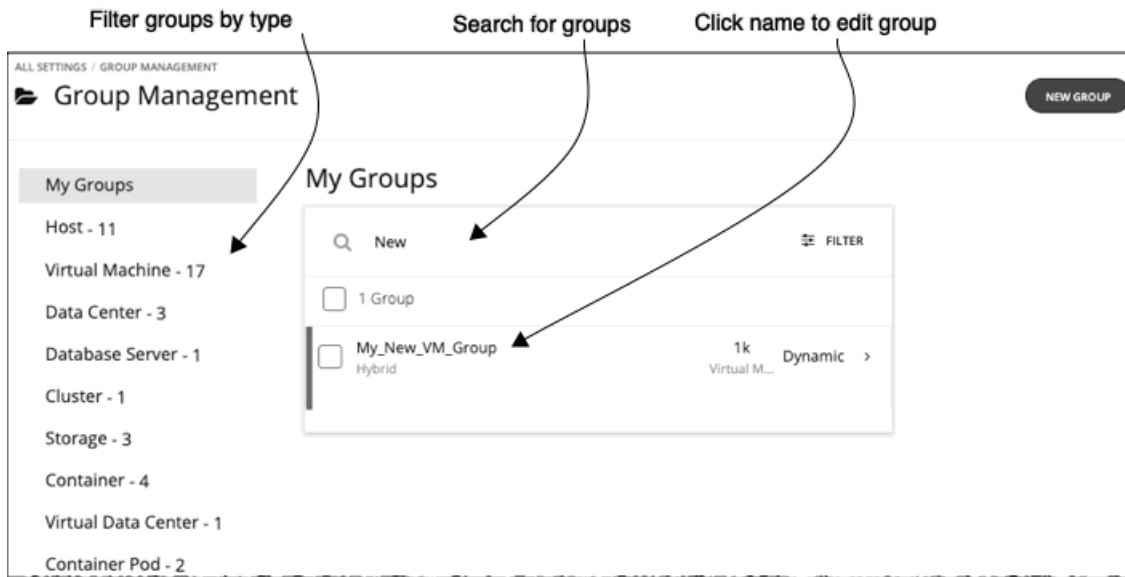 Filter groups by type
Search for groups
Click name to edit group
ALL SETTINGS / GROUP MANAGEMENT
Group Management
NEW GROUP
My Groups
Host - 11
Virtual Machine - 17
Data Center - 3
Database Server - 1
Cluster - 1
Storage - 3
Container - 4
Virtual Data Center - 1
Container Pod - 2
My Groups
New
FILTER
1 Group
My_New_VM_Group
Hybrid
1k
Virtual M...
Dynamic >